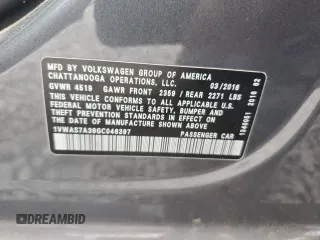 MFD BY VOLKSWAGEN GROUP OF AMERICA
CHATTANOOGA OPERATIONS, LLC. 03/2016
GVWR 4519 GAWR FRONT 2359 / REAR 2271 LBS
THIS VEHICLE CONFORMS TO ALL APPLICABLE
FEDERAL MOTOR VEHICLE SAFETY, BUMPER AND
THEFT PREVENTION STANDARDS IN EFFECT ON THE
DATE OF MANUFACTURE SHOWN ABOVE
1VWAS7A39GC046397 PASSENGER CAR
2016 02
DREAMBID